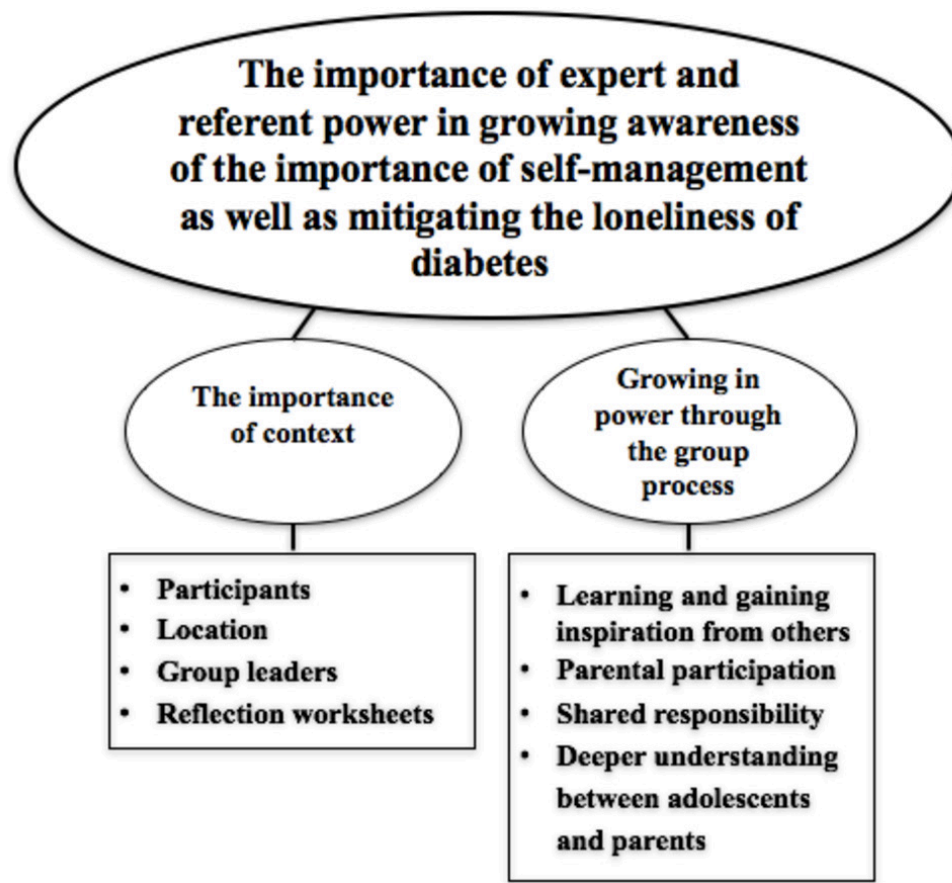 The importance of expert and
referent power in growing awareness
of the importance of self-management
as well as mitigating the loneliness of
diabetes
The importance
of context
Growing in
power through
the group
process
• Participants
• Location
• Group leaders
• Reflection worksheets
• Learning and gaining
inspiration from others
• Parental participation
• Shared responsibility
• Deeper understanding
between adolescents
and parents